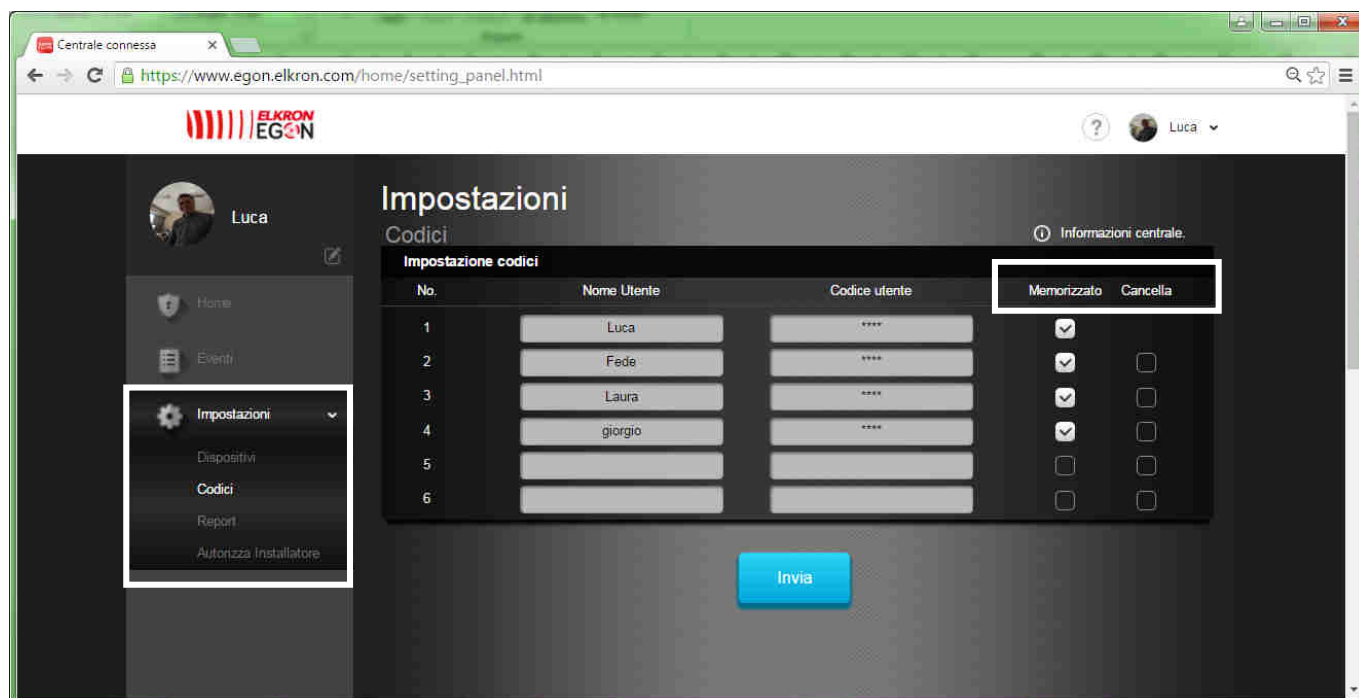 Centrale connessa
https://www.egon.elkron.com/home/setting_panel.html
ELKRON
EGON
? Luca
Luca
Impostazioni
Codici
Informazioni centrale.
Impostazione codici
No. Nome Utente Codice utente Memorizzato Cancella
1 Luca ****
2 Fede ****
3 Laura ****
4 giorgio ****
5
6
Home
Eventi
Impostazioni
Dispositivi
Codici
Report
Autorizza Installatore
Invia